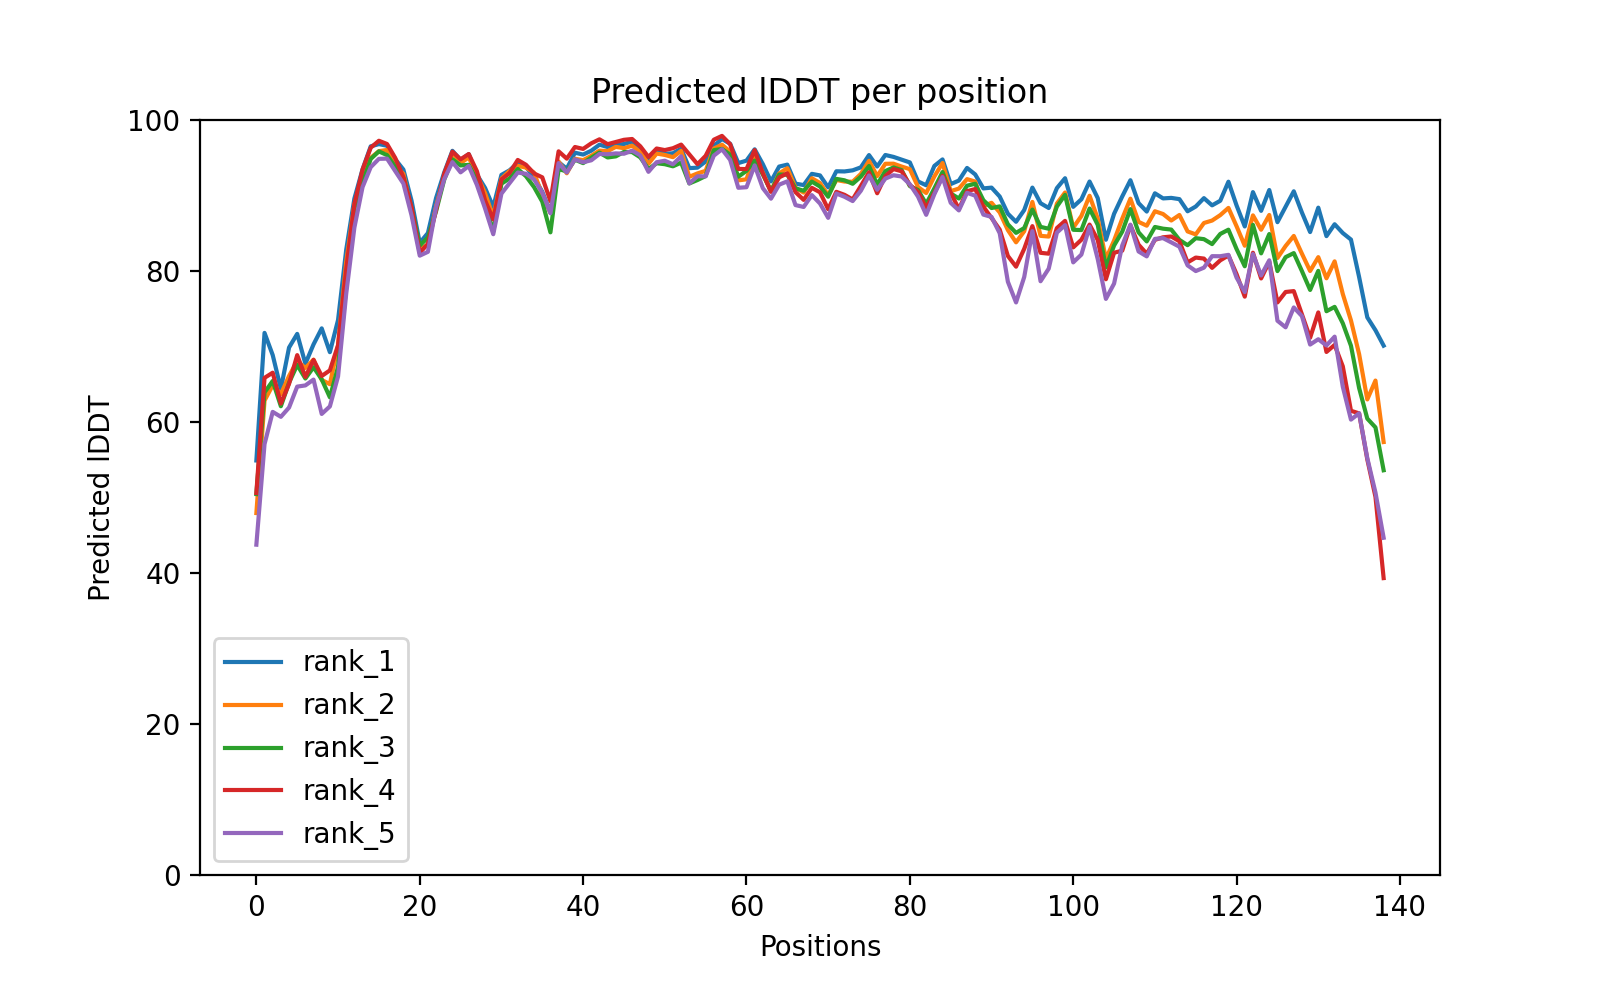 Predicted lDDT per position
100
80
60
40
20
0
Predicted lDDT
rank_1
rank_2
rank_3
rank_4
rank_5
0 20 40 60 80 100 120 140
Positions